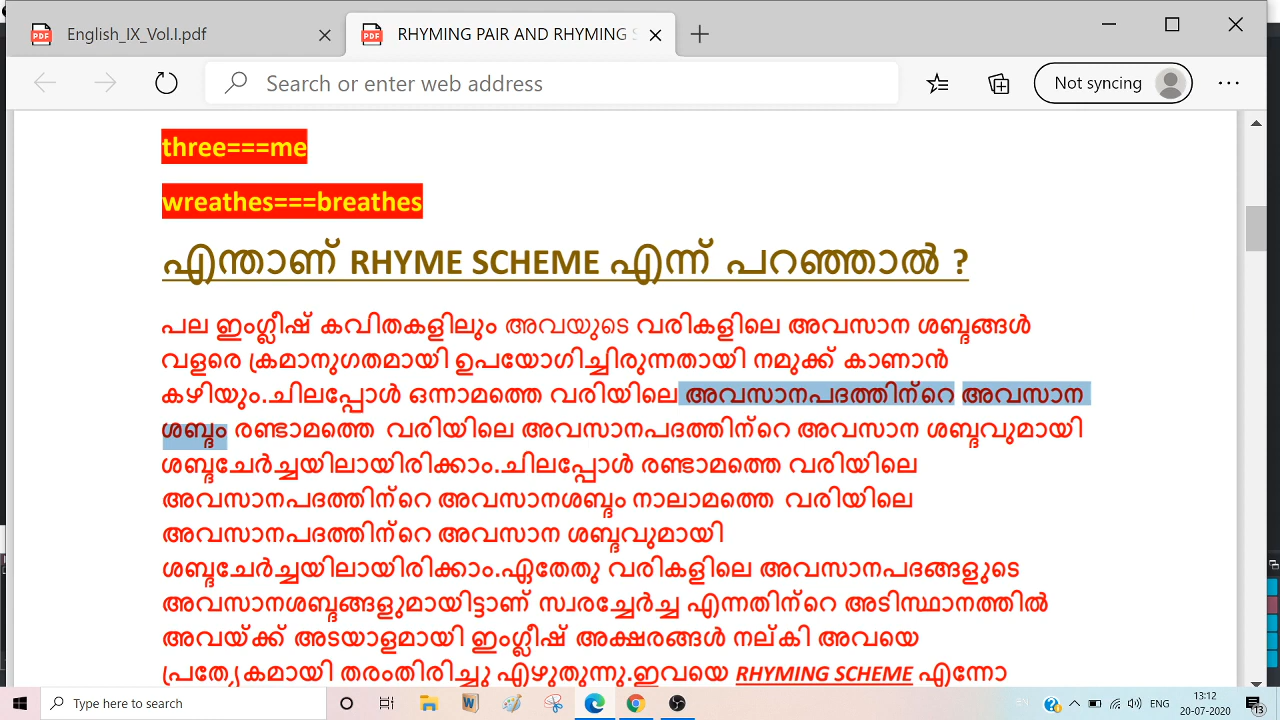 English_IX_Vol.I.pdf
RHYMING PAIR AND RHYMING S
Search or enter web address
Not syncing
three===me
wreathes===breathes
എന്താണ് RHYME SCHEME എന്ന് പറഞ്ഞാൽ ?
പല ഇംഗ്ലീഷ് കവിതകളിലും അവയുടെ വരികളിലെ അവസാന ശബ്ദങ്ങൾ
വളരെ ക്രമാനുഗതമായി ഉപയോഗിച്ചിരുന്നതായി നമുക്ക് കാണാൻ
കഴിയും.ചിലപ്പോൾ ഒന്നാമത്തെ വരിയിലെ അവസാനപദത്തിന്റെ അവസാന
ശബ്ദം രണ്ടാമത്തെ വരിയിലെ അവസാനപദത്തിന്റെ അവസാന ശബ്ദവുമായി
ശബ്ദചേർച്ചയിലായിരിക്കാം.ചിലപ്പോൾ രണ്ടാമത്തെ വരിയിലെ
അവസാനപദത്തിന്റെ അവസാനശബ്ദം നാലാമത്തെ വരിയിലെ
അവസാനപദത്തിന്റെ അവസാന ശബ്ദവുമായി
ശബ്ദചേർച്ചയിലായിരിക്കാം.ഏതേതു വരികളിലെ അവസാനപദങ്ങളുടെ
അവസാനശബ്ദങ്ങളുമായിട്ടാണ് സ്വരച്ചേർച്ച എന്നതിന്റെ അടിസ്ഥാനത്തിൽ
അവയ്ക്ക് അടയാളമായി ഇംഗ്ലീഷ് അക്ഷരങ്ങൾ നല്കി അവയെ
പ്രത്യേകമായി തരംതിരിച്ചു എഴുതുന്നു.ഇവയെ RHYMING SCHEME എന്നോ
Type here to search
ENG
13:12
20-07-2020
13